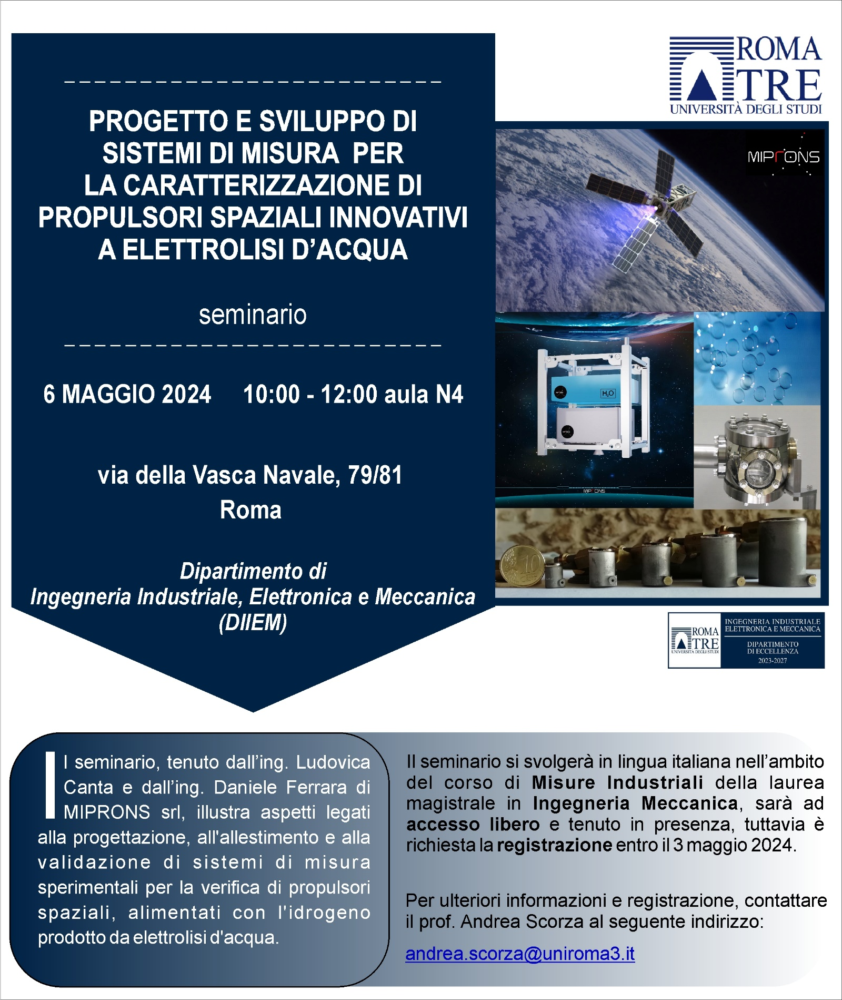 ROMA
TRE
UNIVERSITÀ DEGLI STUDI
PROGETTO E SVILUPPO DI
SISTEMI DI MISURA PER
LA CARATTERIZZAZIONE DI
PROPULSORI SPAZIALI INNOVATIVI
A ELETTROLISI D’ACQUA
seminario
6 MAGGIO 2024 10:00 - 12:00 aula N4
via della Vasca Navale, 79/81
Roma
Dipartimento di
Ingegneria Industriale, Elettronica e Meccanica
(DIIEM)
MIPrONS
H₂O
MIPrONS
10
CENT
ROMA
TRE
UNIVERSITÀ DEGLI STUDI
INGEGNERIA INDUSTRIALE
ELETTRONICA E MECCANICA
DIPARTIMENTO
DI ECCELLENZA
2023-2027
Il seminario, tenuto dall’ing. Ludovica
Canta e dall’ing. Daniele Ferrara di
MIPRONS srl, illustra aspetti legati
alla progettazione, all'allestimento e alla
validazione di sistemi di misura
sperimentali per la verifica di propulsori
spaziali, alimentati con l'idrogeno
prodotto da elettrolisi d'acqua.
Il seminario si svolgerà in lingua italiana nell’ambito
del corso di Misure Industriali della laurea
magistrale in Ingegneria Meccanica, sarà ad
accesso libero e tenuto in presenza, tuttavia è
richiesta la registrazione entro il 3 maggio 2024.
Per ulteriori informazioni e registrazione, contattare
il prof. Andrea Scorza al seguente indirizzo:
andrea.scorza@uniroma3.it